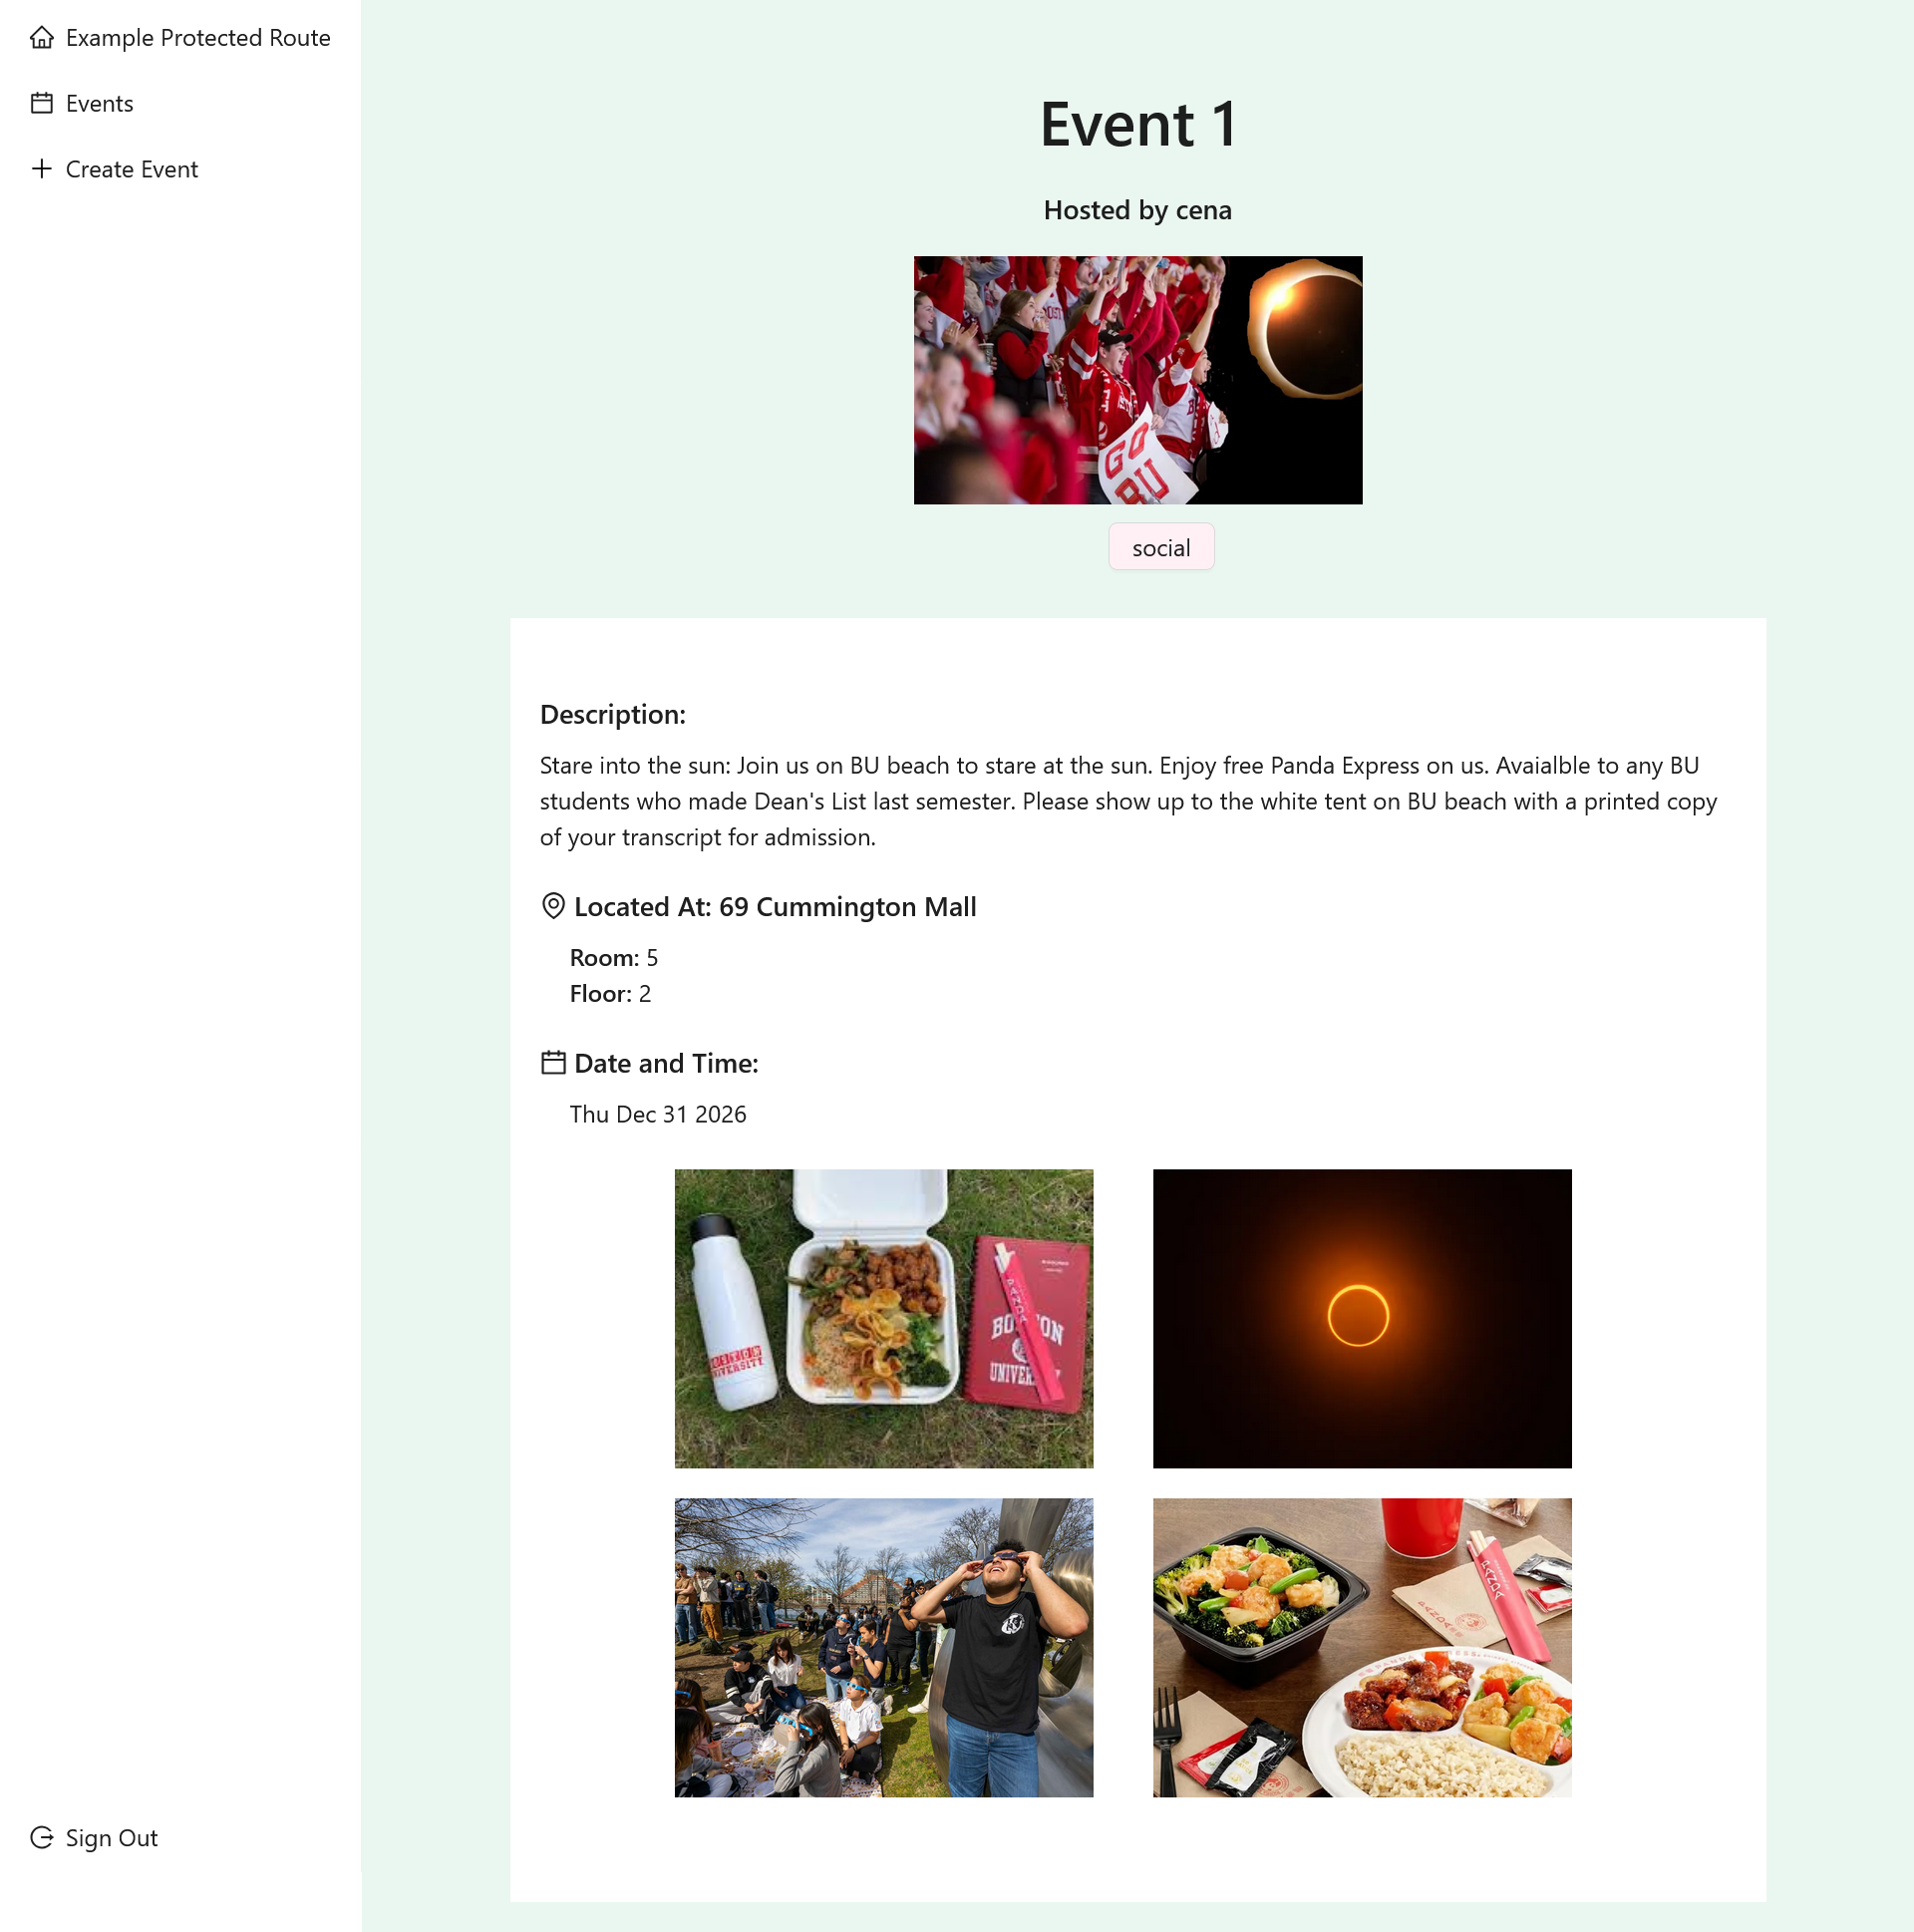 Example Protected Route
Events
Create Event
Sign Out
Event 1
Hosted by cena
GO
BU
social
Description:
Stare into the sun: Join us on BU beach to stare at the sun. Enjoy free Panda Express on us. Avaialble to any BU
students who made Dean's List last semester. Please show up to the white tent on BU beach with a printed copy
of your transcript for admission.
Located At: 69 Cummington Mall
Room: 5
Floor: 2
Date and Time:
Thu Dec 31 2026
UNIVERSITY
PANDA
PANDA
PANDA